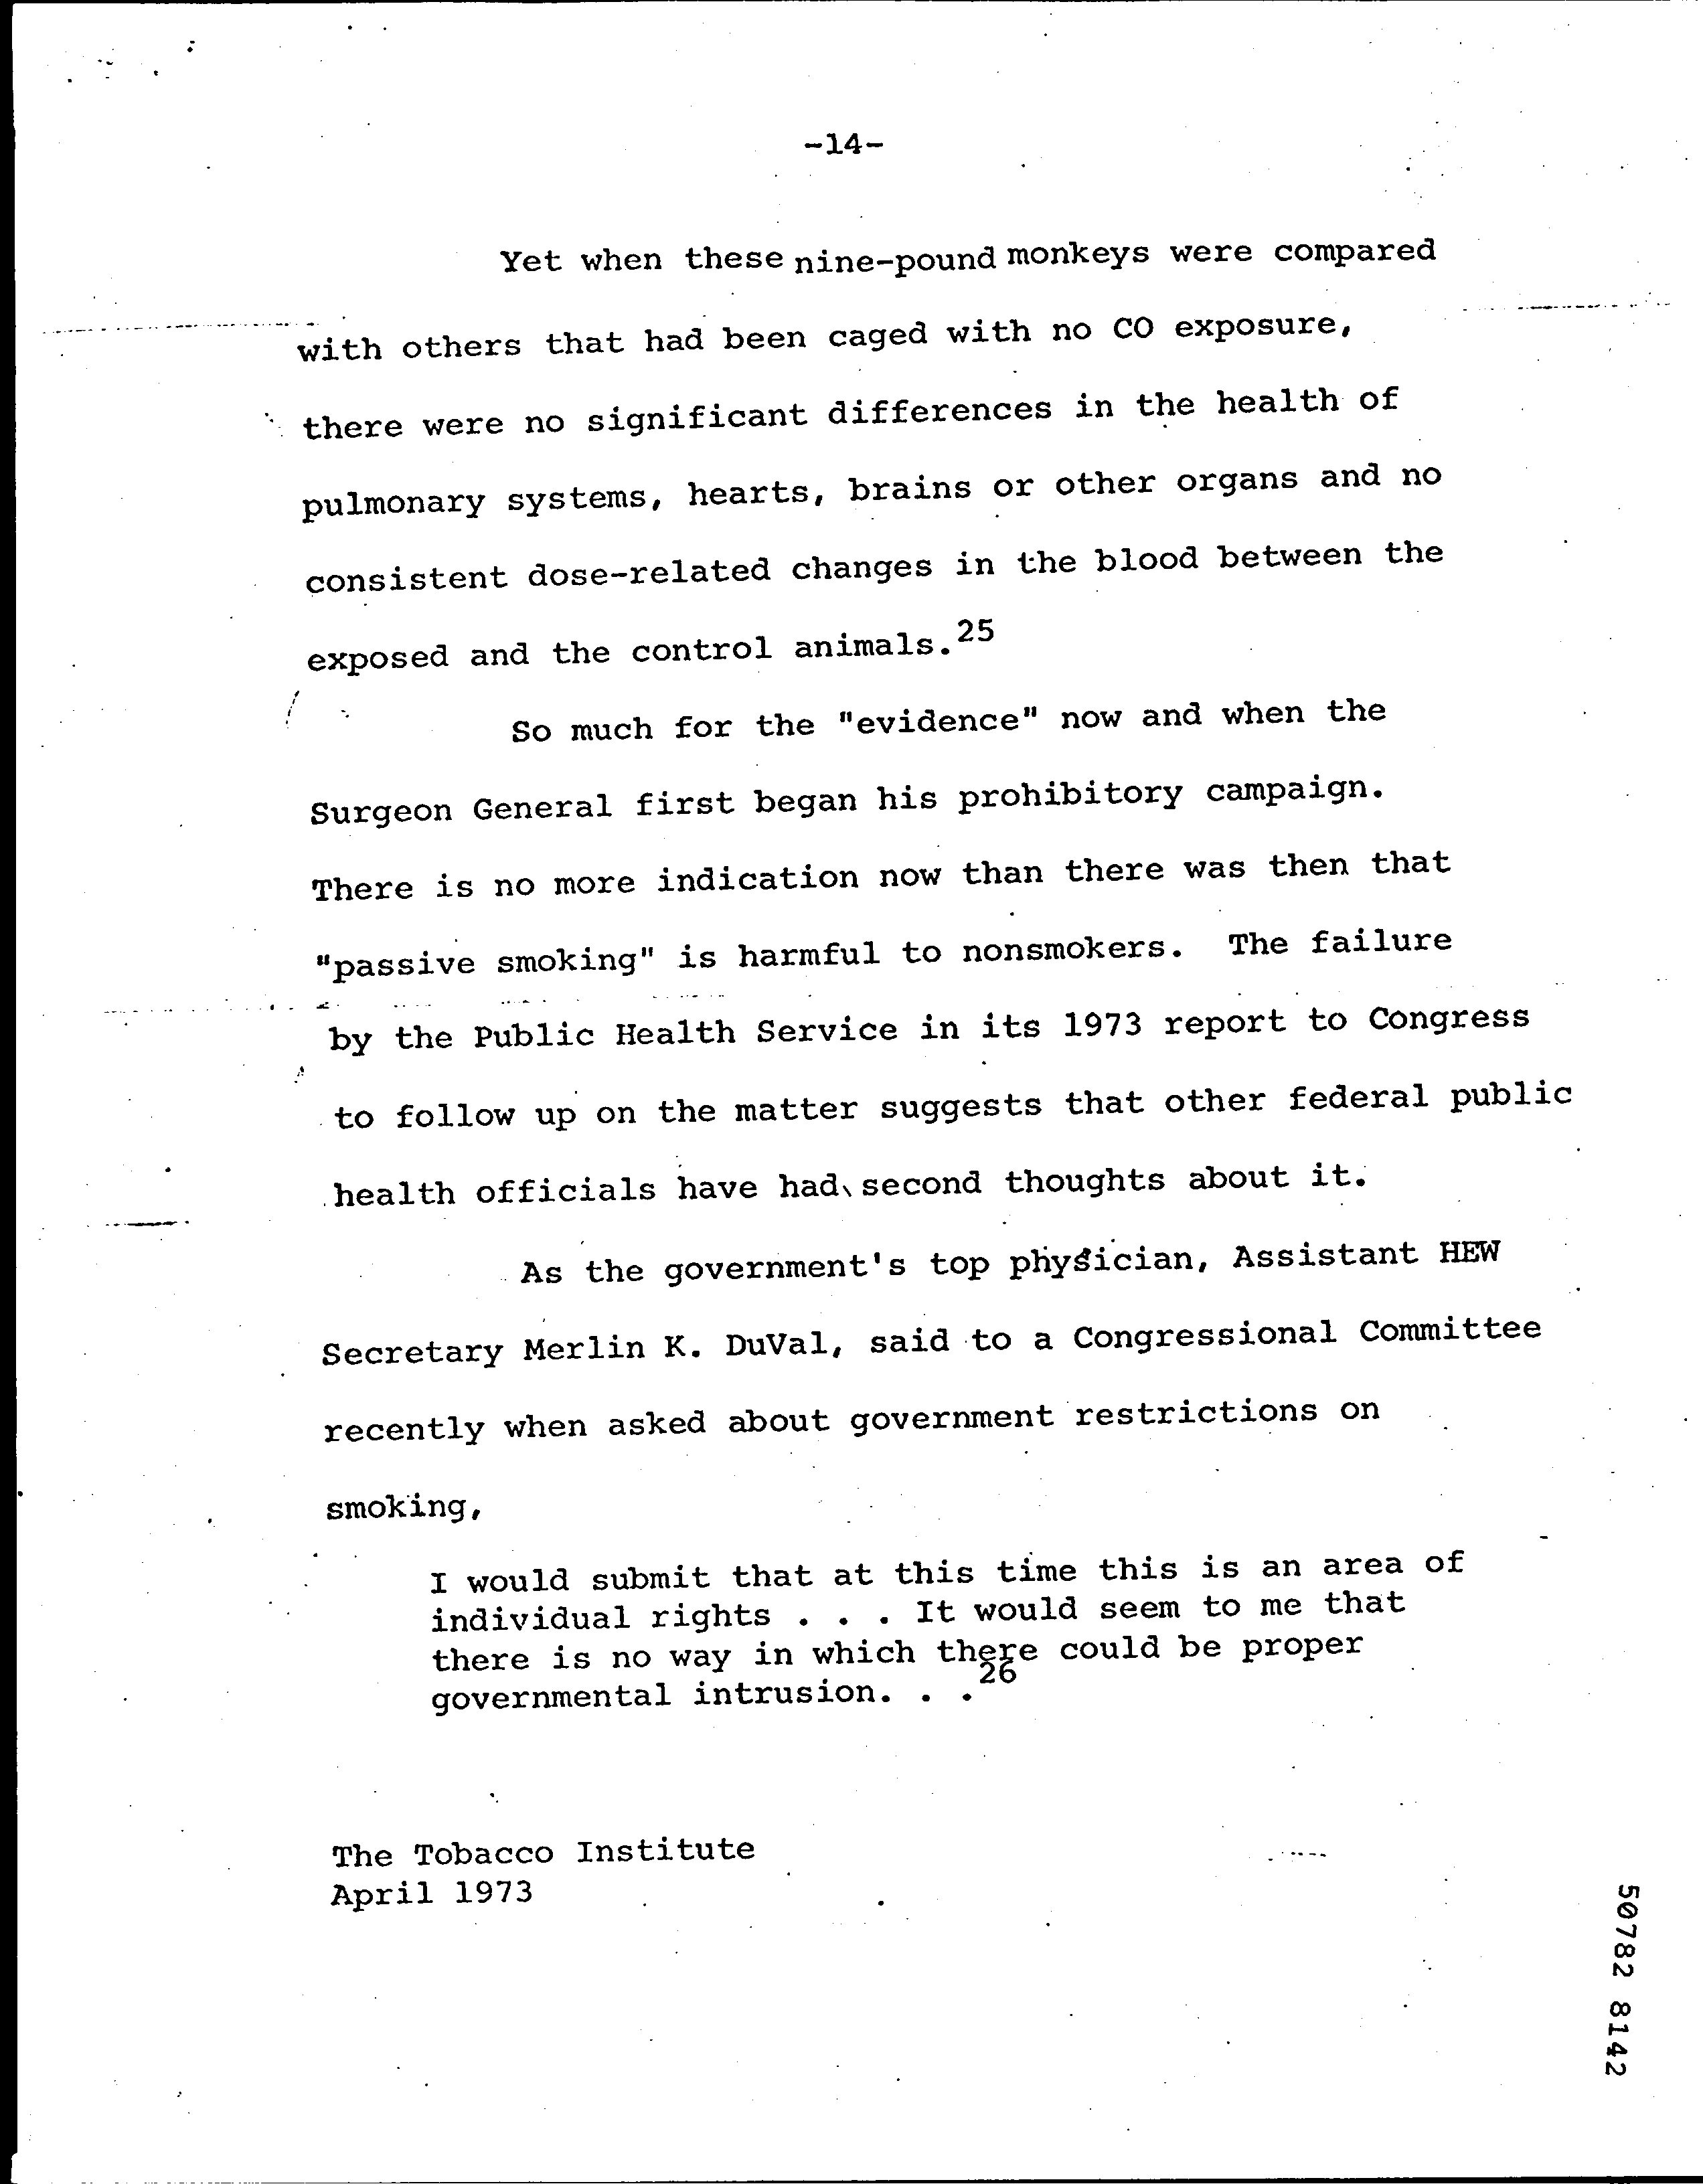 -14-
Yet when these nine-pound monkeys were compared
with others that had been caged with no CO exposure,
there were no significant differences in the health of
pulmonary systems, hearts, brains or other organs and no
consistent dose-related changes in the blood between the
exposed and the control animals.25
So much for the "evidence" now and when the
Surgeon General first began his prohibitory campaign.
There is no more indication now than there was then that
"passive smoking" is harmful to nonsmokers. The failure
by the Public Health Service in its 1973 report to Congress
to follow up on the matter suggests that other federal public
health officials have had second thoughts about it.
As the government's top physician, Assistant HEW
Secretary Merlin K. DuVal, said to a Congressional Committee
recently when asked about government restrictions on
smoking,
I would submit that at this time this is an area of
individual rights . . . It would seem to me that
there is no way in which there could be proper
governmental intrusion. . .26
The Tobacco Institute
April 1973
50782 8142